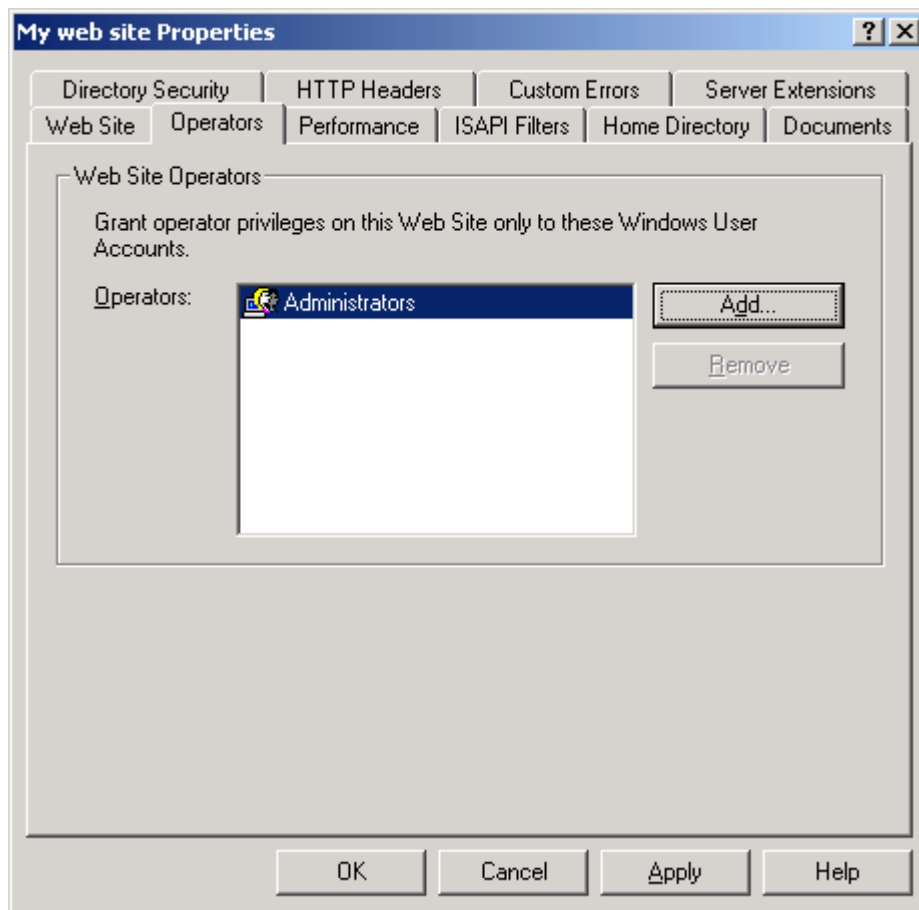 My web site Properties
Directory Security HTTP Headers Custom Errors Server Extensions
Web Site Operators Performance ISAPI Filters Home Directory Documents
Web Site Operators
Grant operator privileges on this Web Site only to these Windows User
Accounts.
Operators: Administrators Add...
Remove
OK Cancel Apply Help